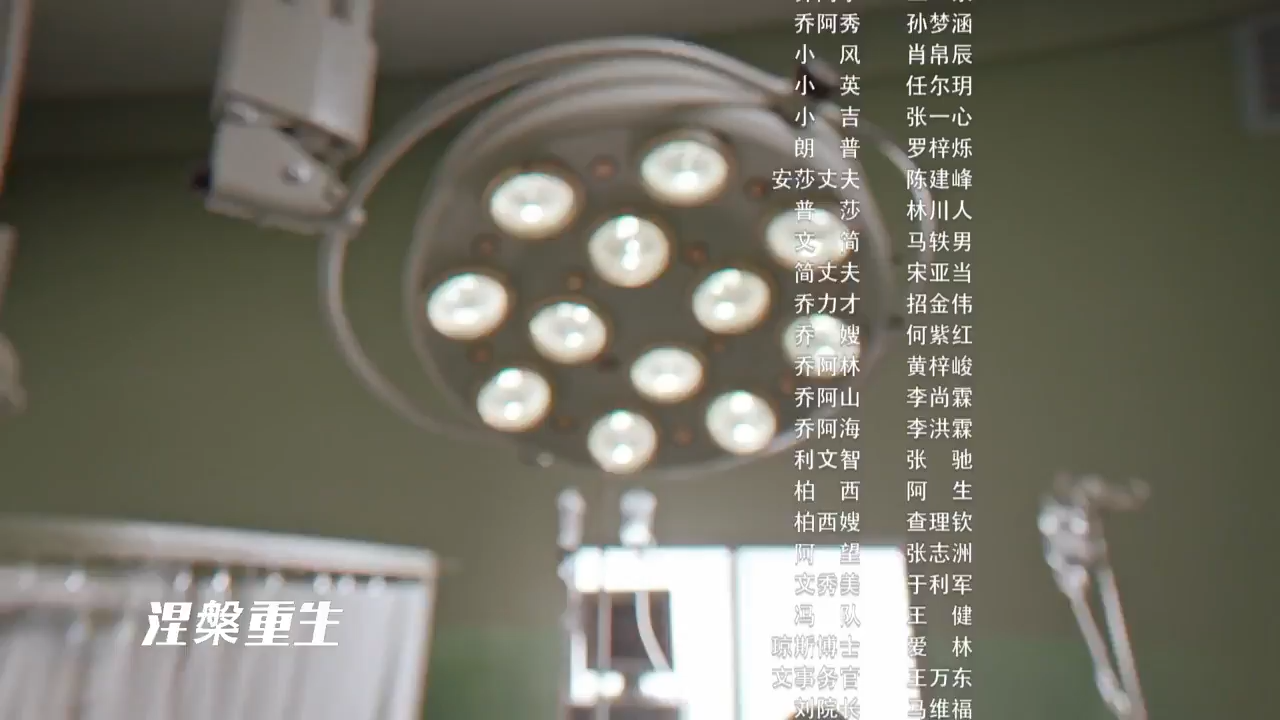 乔阿秀 孙梦涵
小风 肖帛辰
小英 任尔玥
小吉 张一心
朗普 罗梓烁
安莎丈夫 陈建峰
普莎 林川人
文简 马轶男
简丈夫 宋亚当
乔力才 招金伟
乔嫂 何紫红
乔阿林 黄梓峻
乔阿山 李尚霖
乔阿海 李洪霖
利文智 张驰
柏西 阿生
柏西嫂 查理钦
阿望 张志洲
文秀美 于利军
冯队 王健
琼斯博士 爱林
文事务官 王万东
刘院长 马维福
涅槃重生